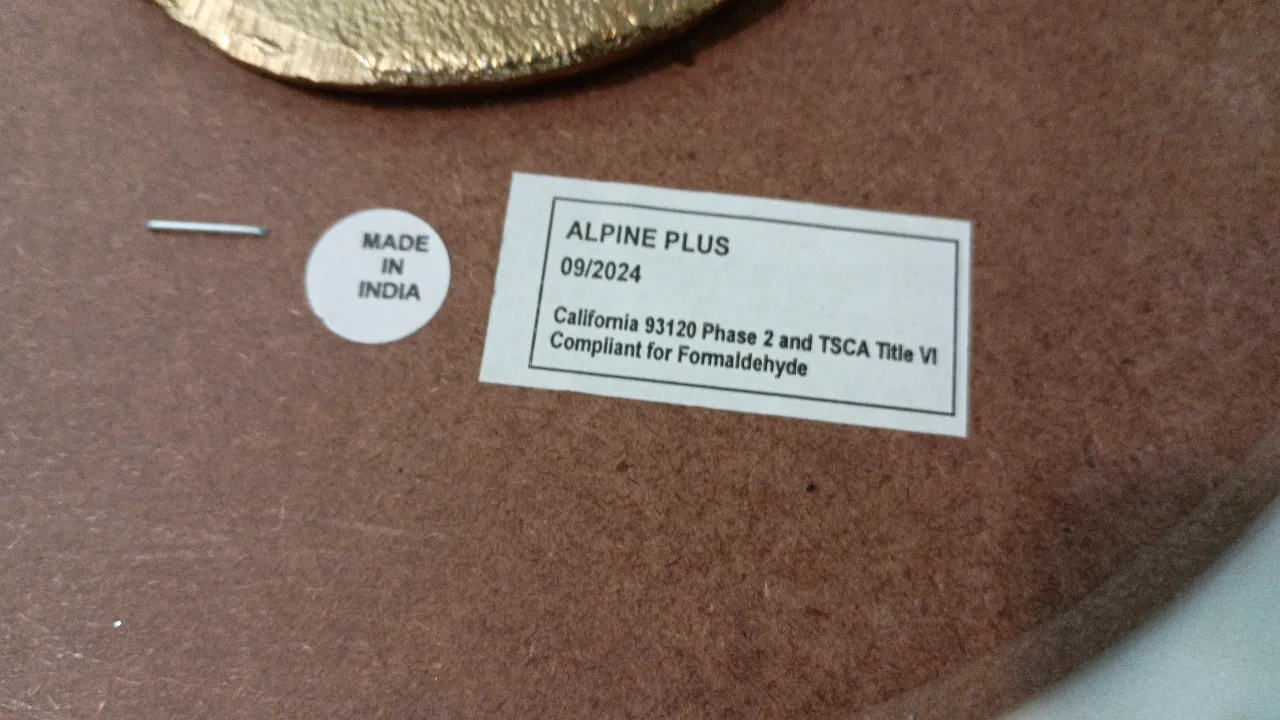 MADE
IN
INDIA
ALPINE PLUS
09/2024
California 93120 Phase 2 and TSCA Title VI
Compliant for Formaldehyde